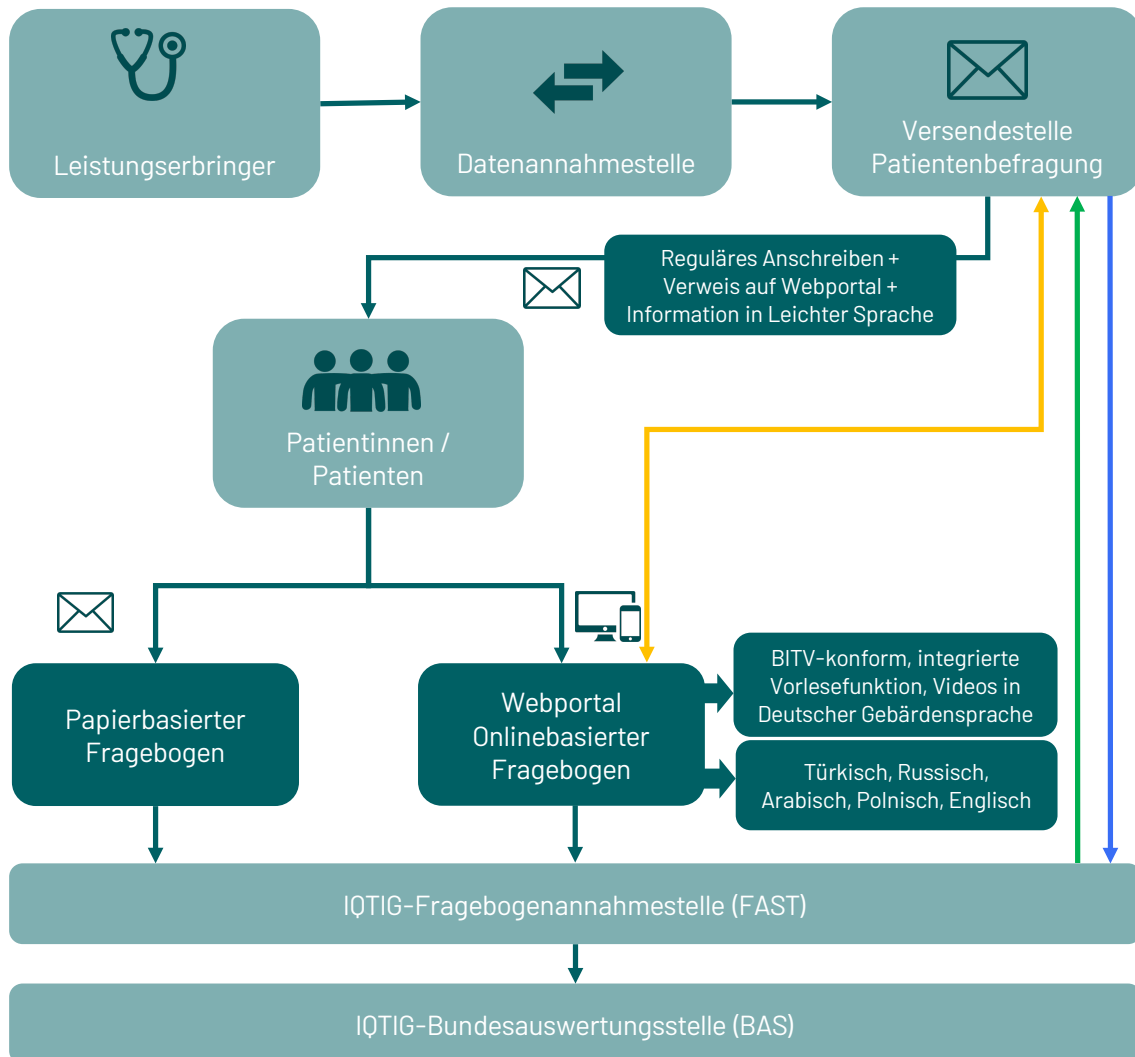 Leistungserbringer
Datenannahmestelle
Versendestelle
Patientenbefragung
Reguläres Anschreiben +
Verweis auf Webportal +
Information in Leichter Sprache
Patientinnen /
Patienten
Papierbasierter
Fragebogen
Webportal
Onlinebasierter
Fragebogen
BITV-konform, integrierte
Vorlesefunktion, Videos in
Deutscher Gebärdensprache
Türkisch, Russisch,
Arabisch, Polnisch, Englisch
IQTIG-Fragebogenannahmestelle (FAST)
IQTIG-Bundesauswertungsstelle (BAS)